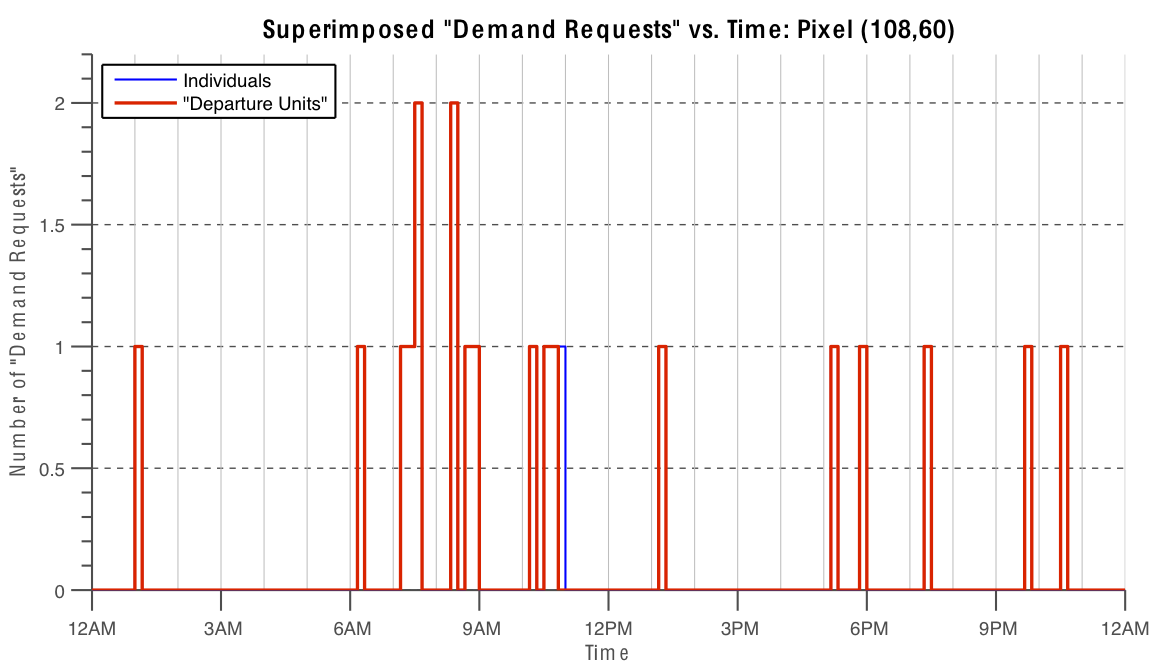 Superimposed "Demand Requests" vs. Time: Pixel (108,60)
Individuals
"Departure Units"
Number of "Demand Requests"
2
1.5
1
0.5
0
12AM 3AM 6AM 9AM 12PM 3PM 6PM 9PM 12AM
Time